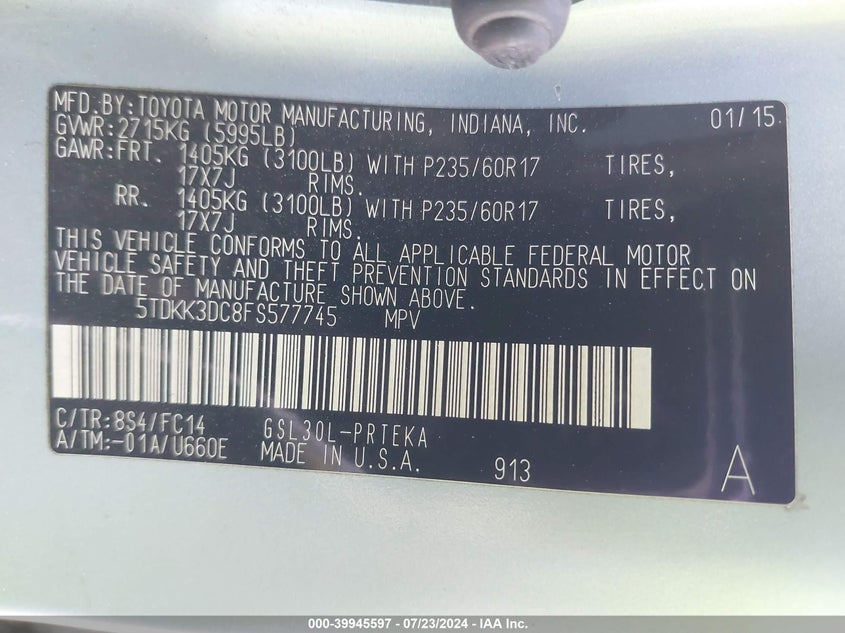 MFD.BY:TOYOTA MOTOR MANUFACTURING, INDIANA, INC. 01/15
GVWR:2715KG (5995LB)
GAWR:FRT. 1405KG (3100LB) WITH P235/60R17 TIRES,
17X7J RIMS.
RR. 1405KG (3100LB) WITH P235/60R17 TIRES,
17X7J RIMS.
THIS VEHICLE CONFORMS TO ALL APPLICABLE FEDERAL MOTOR
VEHICLE SAFETY AND THEFT PREVENTION STANDARDS IN EFFECT ON
THE DATE OF MANUFACTURE SHOWN ABOVE.
5TDKK3DC8FS577745 MPV
C/TR:8S4/FC14 GSL30L-PRTEKA
A/TM:-01A/U660E MADE IN U.S.A. 913 A
000-39945597 - 07/23/2024 - IAA Inc.